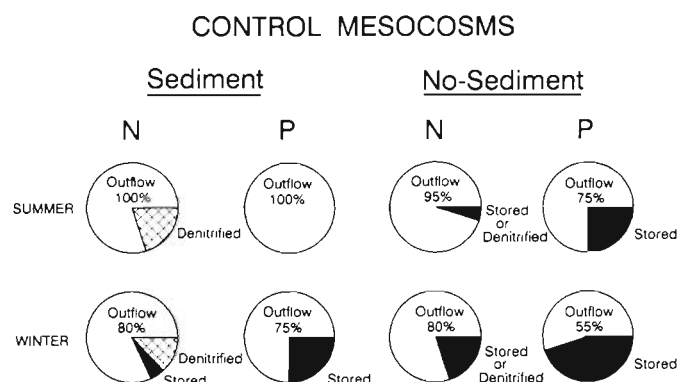 CONTROL MESOCOSMS
Sediment No-Sediment
N P N P
SUMMER
Outflow
100%
Denitrified
Outflow
100%
Outflow
95%
Stored
or
Denitrified
Outflow
75%
Stored
WINTER
Outflow
80%
Denitrified
Stored
Outflow
75%
Stored
Outflow
80%
Stored
or
Denitrified
Outflow
55%
Stored